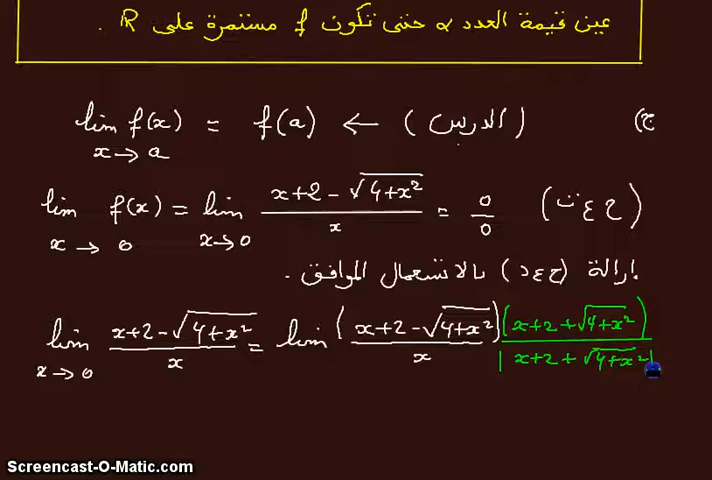 عين قيمة العدد α حتى تكون f مستمرة على ℝ .
ج) lim f(x) = f(a) ← (الدرس)
x → a
lim f(x) = lim (x+2 − √(4+x²))/x = 0/0 (ح ع ت)
x → 0 x → 0
إزالة (ح ع ت) بالاستعمال المرافق .
lim (x+2 − √(4+x²))/x = lim (x+2 − √(4+x²))/x (x+2 + √(4+x²))/(x+2 + √(4+x²))
x → 0
Screencast-O-Matic.com